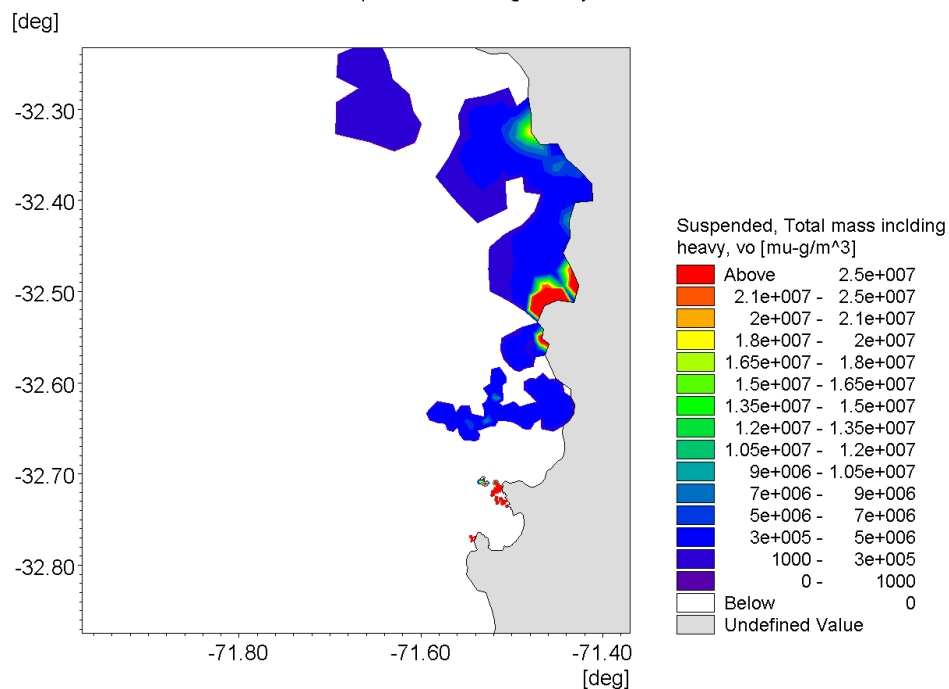 [deg]
-32.30
-32.40
-32.50
-32.60
-32.70
-32.80
-71.80 -71.60 -71.40
[deg]
Suspended, Total mass inclding
heavy, vo [mu-g/m^3]
Above 2.5e+007
2.1e+007 - 2.5e+007
2e+007 - 2.1e+007
1.8e+007 - 2e+007
1.65e+007 - 1.8e+007
1.5e+007 - 1.65e+007
1.35e+007 - 1.5e+007
1.2e+007 - 1.35e+007
1.05e+007 - 1.2e+007
9e+006 - 1.05e+007
7e+006 - 9e+006
5e+006 - 7e+006
3e+005 - 5e+006
1000 - 3e+005
0 - 1000
Below 0
Undefined Value